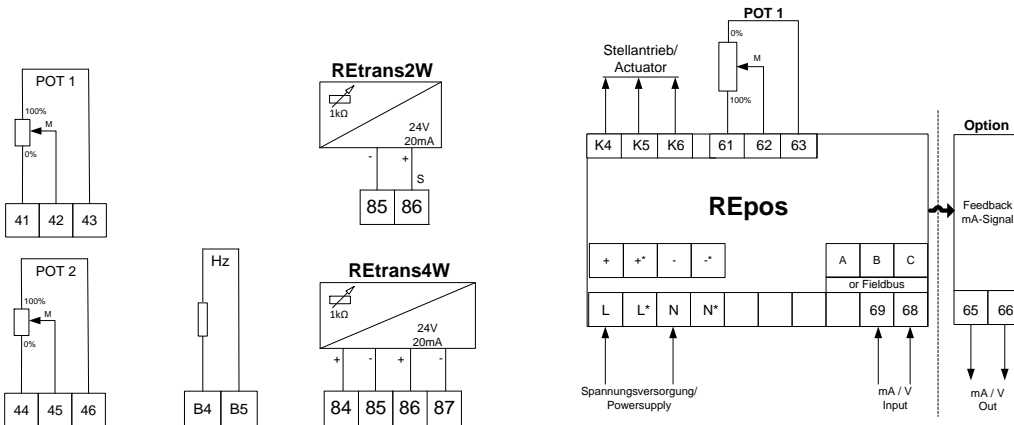 POT 1
100%
M
0%
41 42 43
POT 2
100%
M
0%
44 45 46
Hz
B4 B5
REtrans2W
1kΩ
24V
20mA
- +
S
85 86
REtrans4W
1kΩ
24V
20mA
+ - + -
84 85 86 87
POT 1
0%
M
100%
Stellantrieb/
Actuator
K4 K5 K6 61 62 63
REpos
+ +* - -*
A B C
or Fieldbus
L L* N N* 69 68
Spannungsversorgung/
Powersupply
mA / V
Input
Option
Feedback
mA-Signal
65 66
mA / V
Out